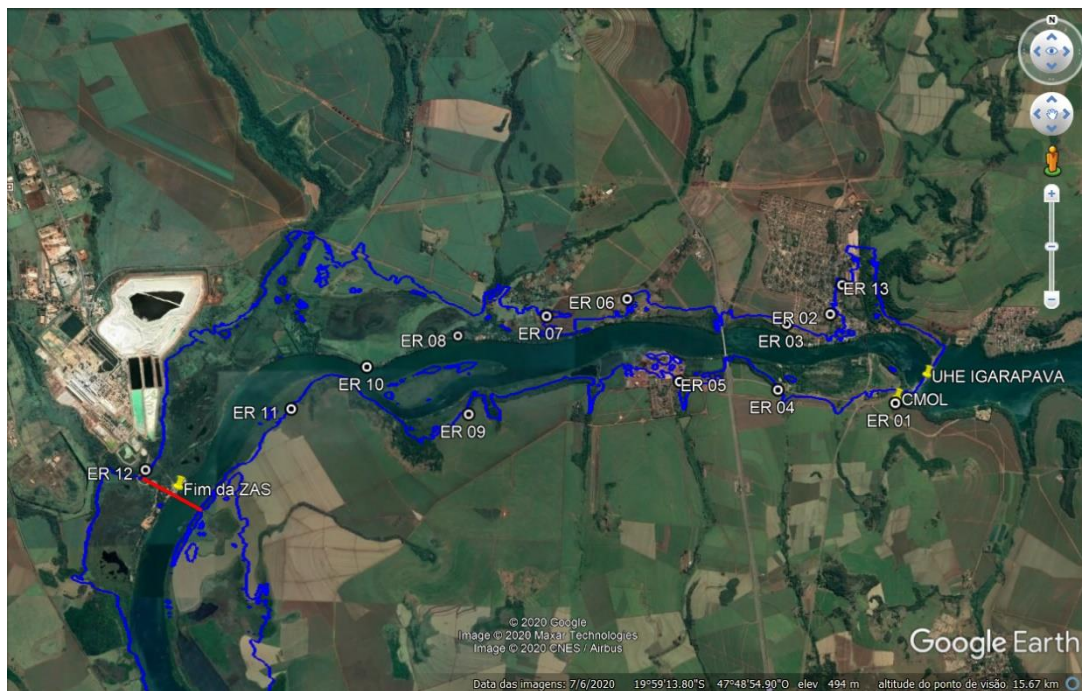 N
ER 13
ER 06
ER 02
ER 07
ER 03
ER 08
UHE IGARAPAVA
ER 10
ER 05
CMOL
ER 04
ER 01
ER 11
ER 09
ER 12
Fim da ZAS
© 2020 Google
Image © 2020 Maxar Technologies
Image © 2020 CNES / Airbus
Google Earth
Data das imagens: 7/6/2020 19°59'13.80"S 47°48'54.90"O elev 494 m altitude do ponto de visão 15.67 km